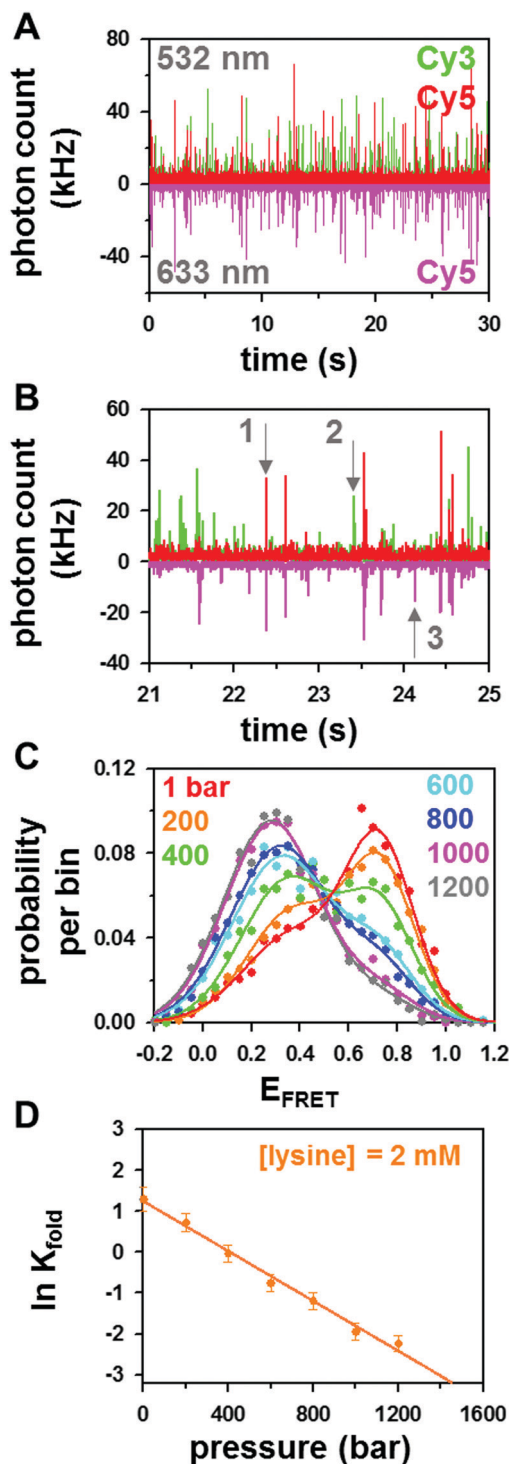 A
80
532 nm
Cy3
Cy5
40
0
-40
633 nm
Cy5
photon count
(kHz)
0
10
20
30
time (s)
B
60
40
20
0
-20
-40
1
2
3
photon count
(kHz)
21
22
23
24
25
time (s)
C
0.12
0.08
0.04
0.00
1 bar
200
400
600
800
1000
1200
probability
per bin
-0.2
0.0
0.2
0.4
0.6
0.8
1.0
1.2
E_FRET
D
3
2
1
0
-1
-2
-3
[lysine] = 2 mM
ln K_fold
0
400
800
1200
1600
pressure (bar)